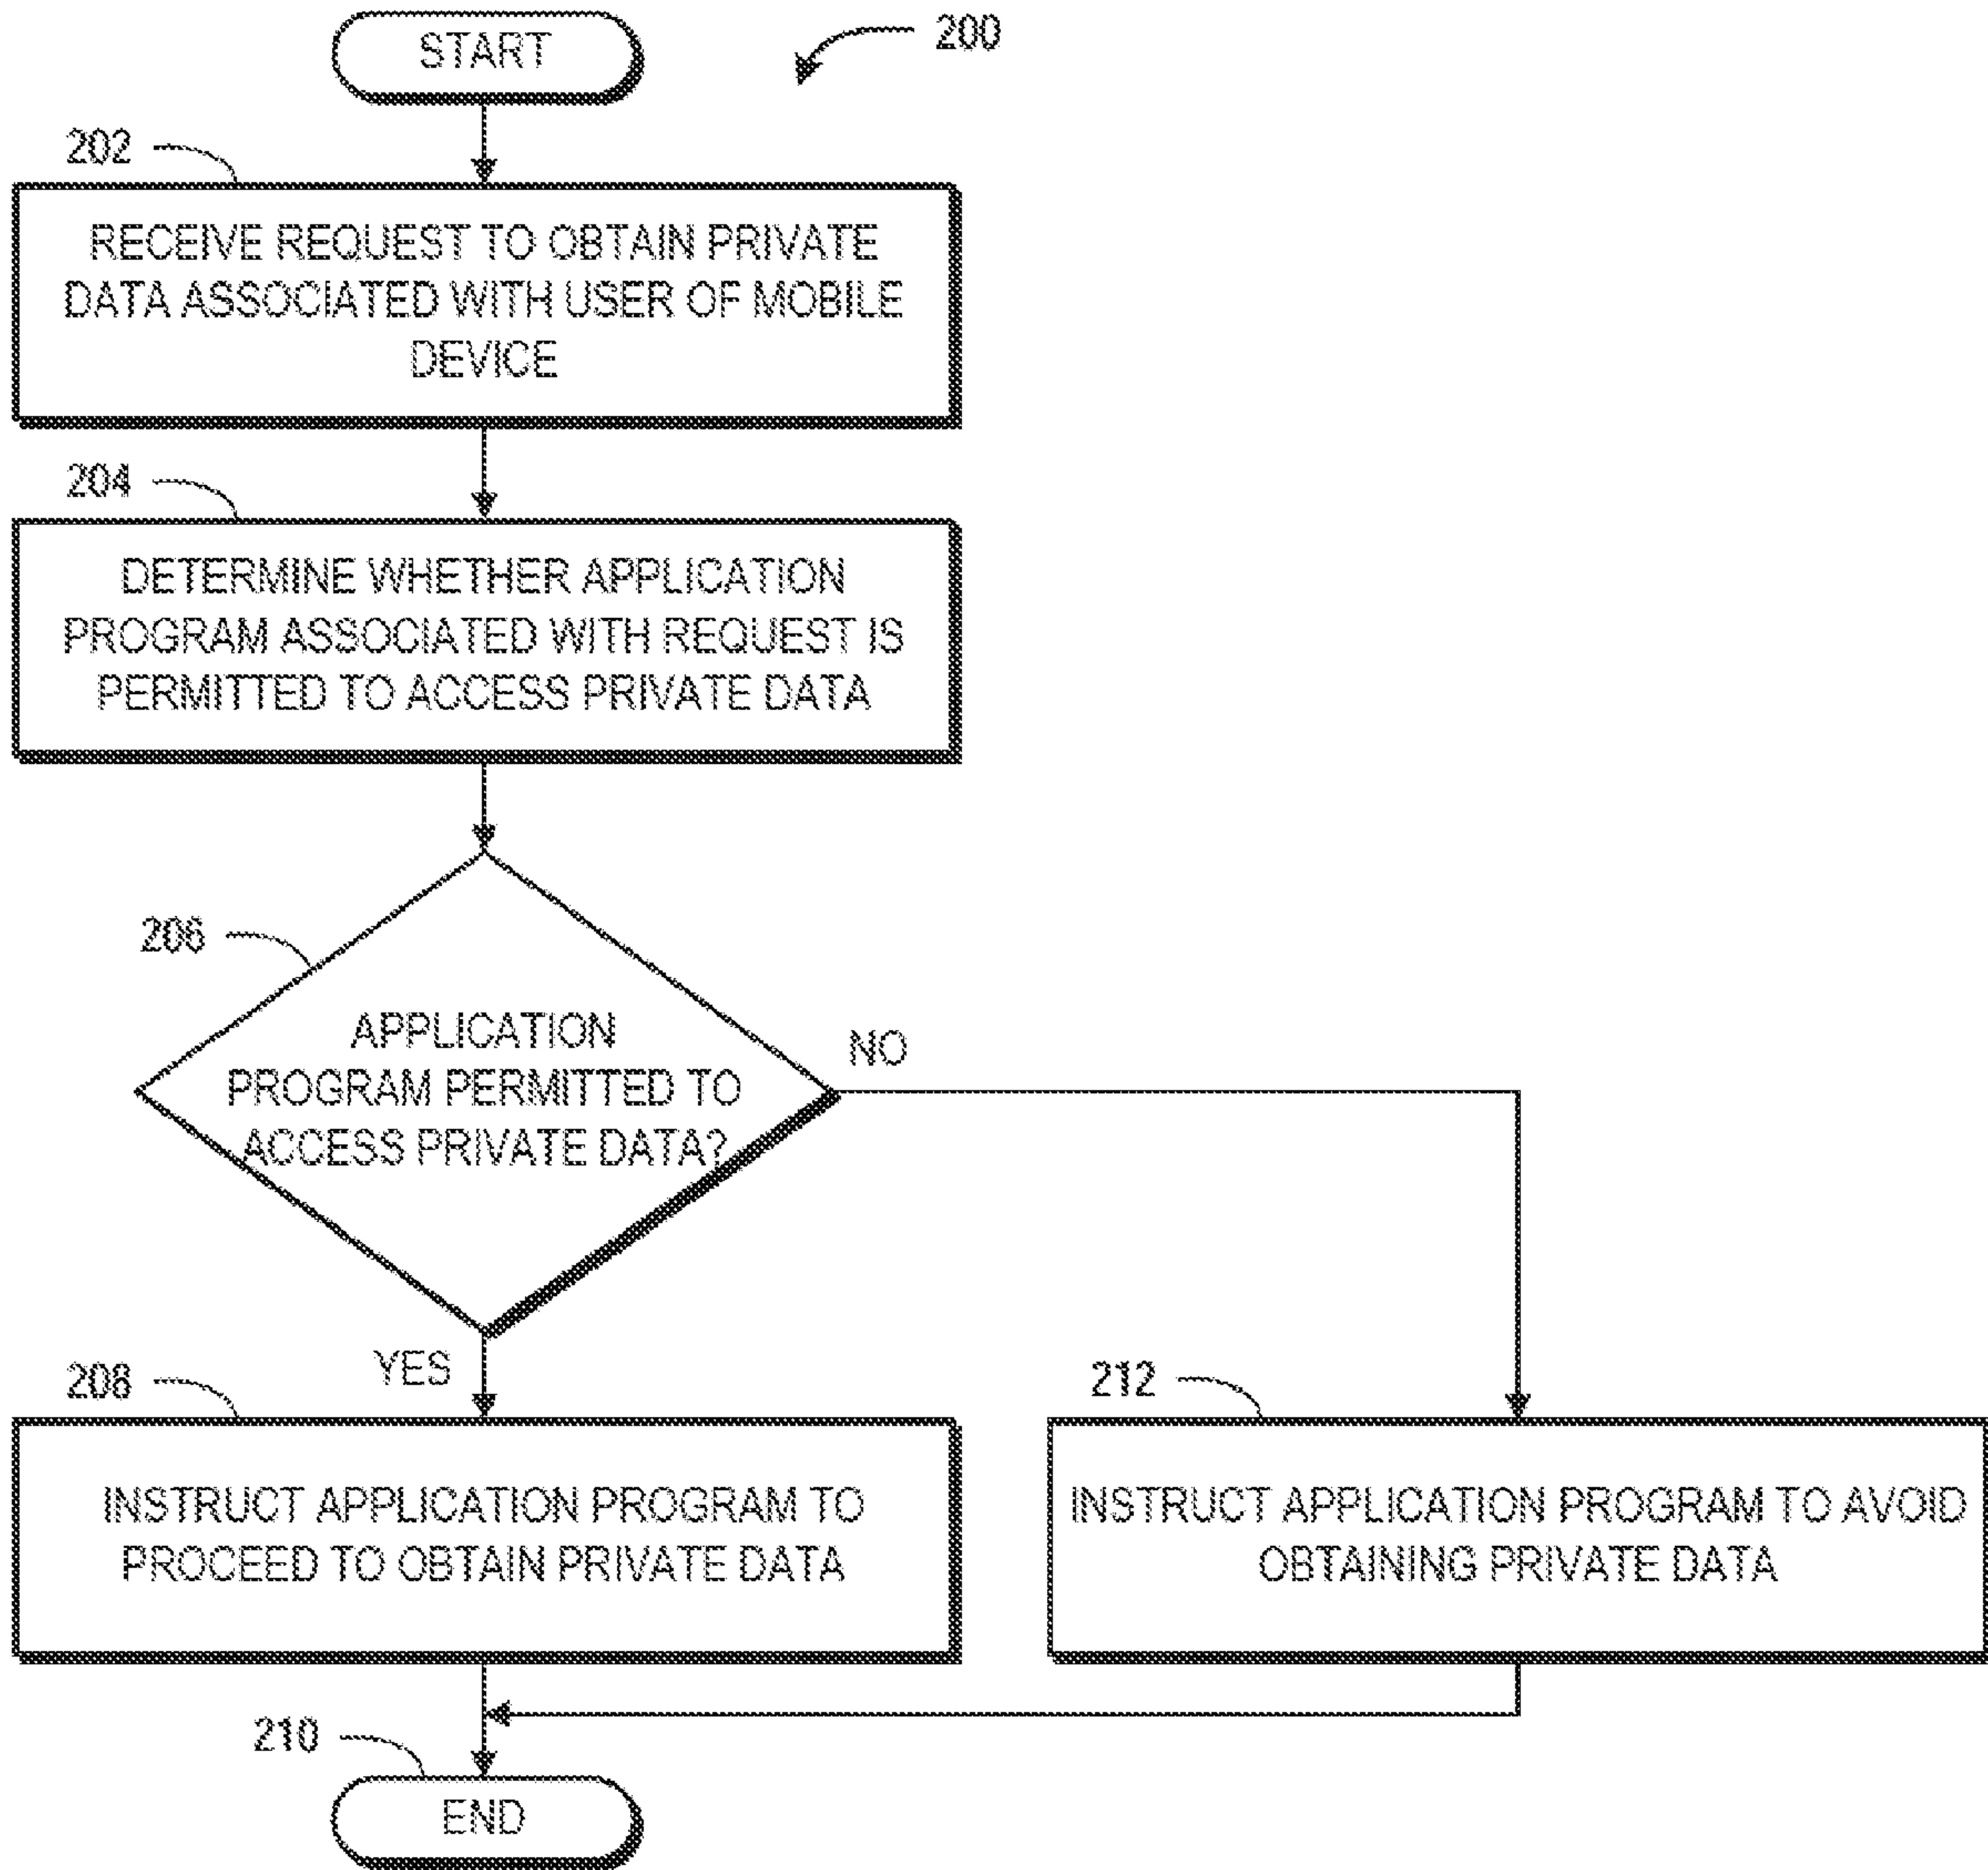 START
200
202
RECEIVE REQUEST TO OBTAIN PRIVATE
DATA ASSOCIATED WITH USER OF MOBILE
DEVICE
204
DETERMINE WHETHER APPLICATION
PROGRAM ASSOCIATED WITH REQUEST IS
PERMITTED TO ACCESS PRIVATE DATA
206
APPLICATION
PROGRAM PERMITTED TO
ACCESS PRIVATE DATA?
NO
YES
208
INSTRUCT APPLICATION PROGRAM TO
PROCEED TO OBTAIN PRIVATE DATA
212
INSTRUCT APPLICATION PROGRAM TO AVOID
OBTAINING PRIVATE DATA
210
END